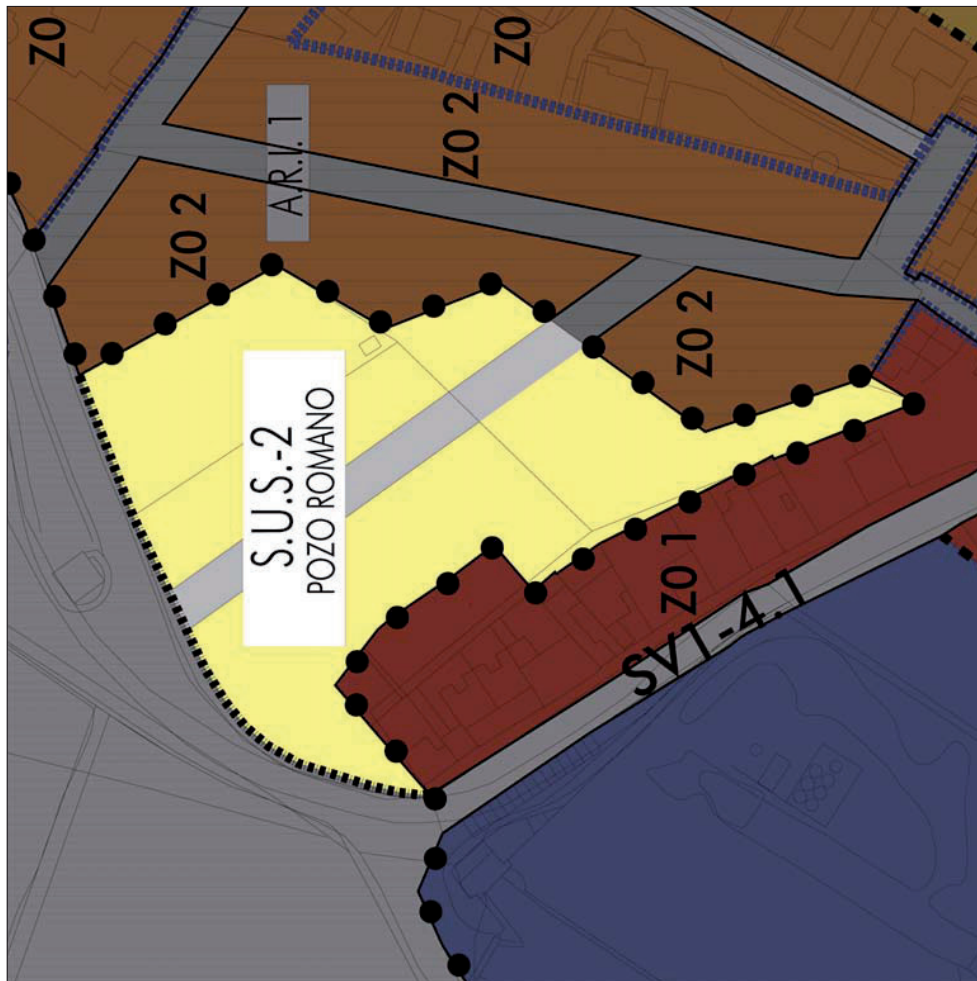 ZO
ZO
ZO 2
A.R.I. 1
ZO 2
ZO 2
S.U.S.-2
POZO ROMANO
ZO 1
SV1-4.1